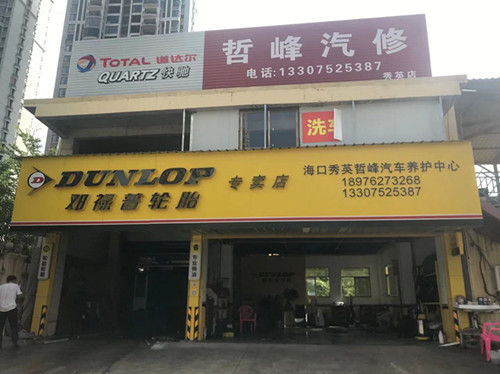 TOTAL 道达尔
QUARTZ 快驰
哲峰汽修
电话:13307525387
秀英店
洗车
DUNLOP
邓禄普轮胎
专卖店
海口秀英哲峰汽车养护中心
18976273268
13307525387
DUNLOP